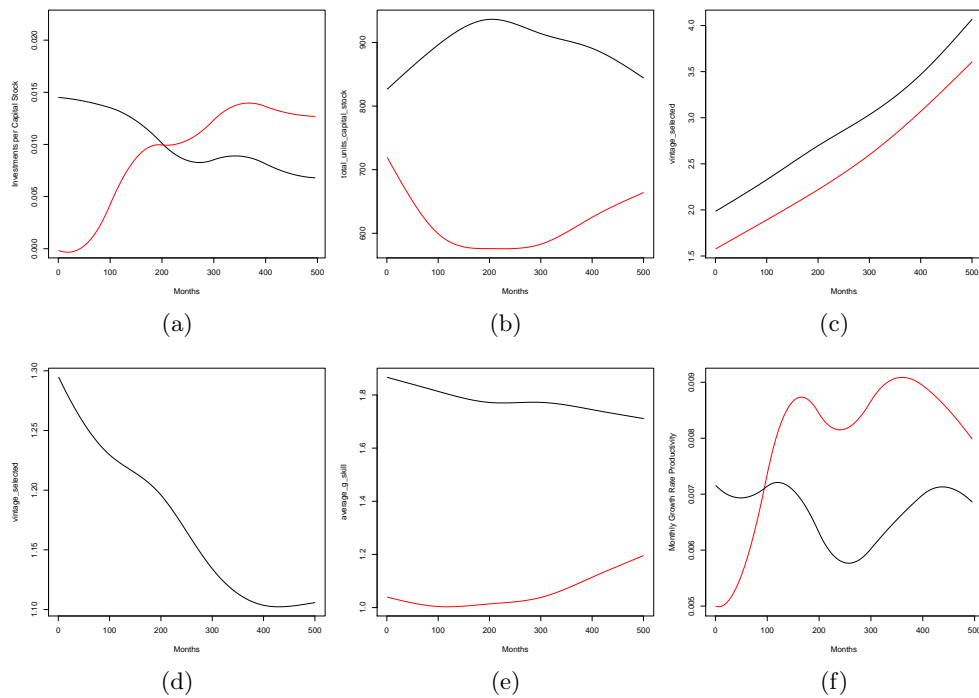 Investments per Capital Stock
0.000 0.005 0.010 0.015 0.020
0 100 200 300 400 500
Months
(a)
total_units_capital_stock
600 700 800 900
0 100 200 300 400 500
Months
(b)
vintage_selected
1.5 2.0 2.5 3.0 3.5 4.0
0 100 200 300 400 500
Months
(c)
vintage_selected
1.10 1.15 1.20 1.25 1.30
0 100 200 300 400 500
Months
(d)
average_g_skill
1.0 1.2 1.4 1.6 1.8
0 100 200 300 400 500
Months
(e)
Monthly Growth Rate Productivity
0.005 0.006 0.007 0.008 0.009
0 100 200 300 400 500
Months
(f)